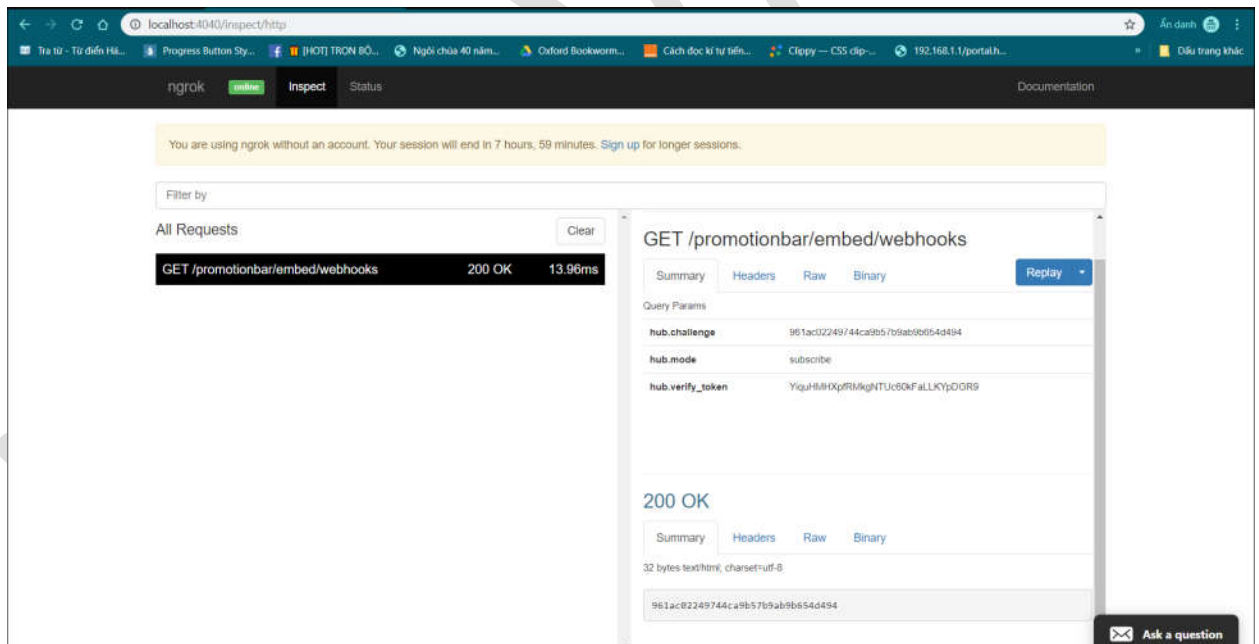 localhost:4040/inspect/http
Ẩn danh
Tra từ - Từ điển Hà...
Progress Button Sty...
[HOT] TRỌN BỘ...
Ngôi chùa 40 năm...
Oxford Bookworm...
Cách đọc kí tự tiến...
Clippy — CSS clip-...
192.168.1.1/portal.h...
»
Dấu trang khác
ngrok online Inspect Status Documentation
You are using ngrok without an account. Your session will end in 7 hours, 59 minutes. Sign up for longer sessions.
Filter by
All Requests Clear
GET /promotionbar/embed/webhooks 200 OK 13.96ms
GET /promotionbar/embed/webhooks
Summary Headers Raw Binary Replay
Query Params
hub.challenge 961ac02249744ca9b57b9ab9b654d494
hub.mode subscribe
hub.verify_token
200 OK
Summary Headers Raw Binary
32 bytes text/html; charset=utf-8
961ac02249744ca9b57b9ab9b654d494
Ask a question